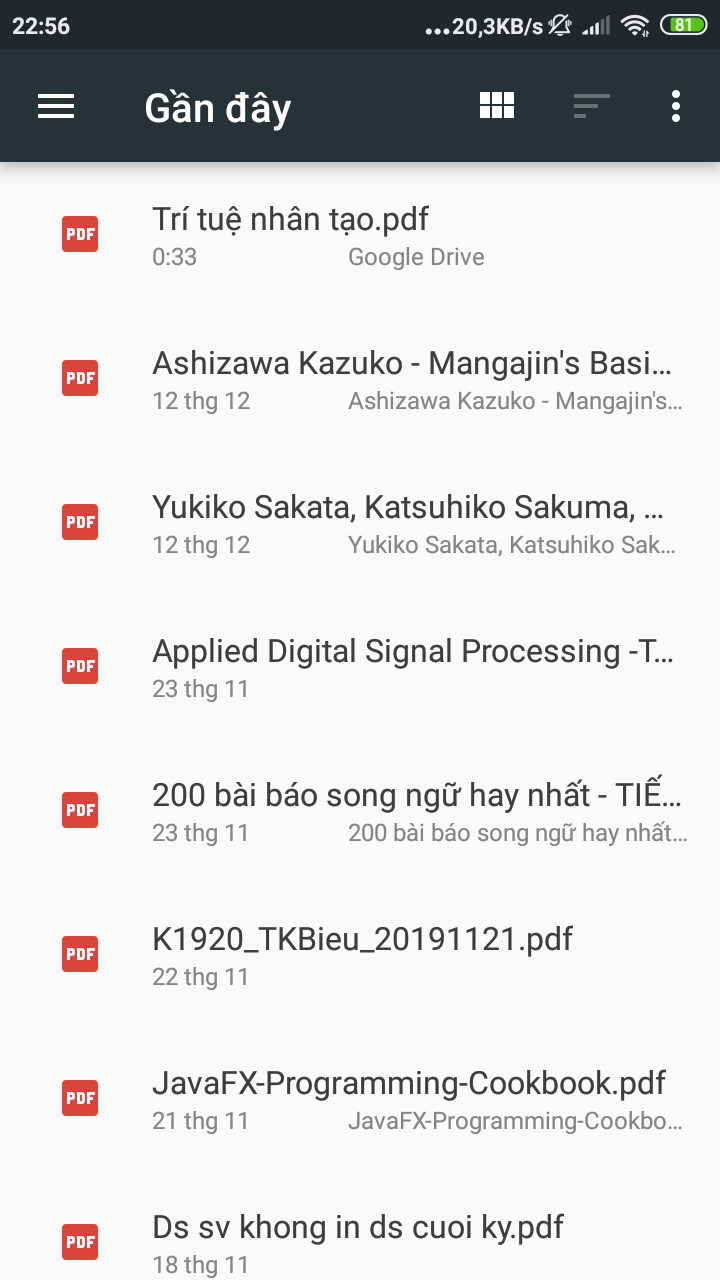 22:56 ...20,3KB/s 81
Gần đây
PDF Trí tuệ nhân tạo.pdf
0:33 Google Drive
PDF Ashizawa Kazuko - Mangajin's Basi...
12 thg 12 Ashizawa Kazuko - Mangajin's...
PDF Yukiko Sakata, Katsuhiko Sakuma, ...
12 thg 12 Yukiko Sakata, Katsuhiko Sak...
PDF Applied Digital Signal Processing -T...
23 thg 11
PDF 200 bài báo song ngữ hay nhất - TIẾ...
23 thg 11 200 bài báo song ngữ hay nhất...
PDF K1920_TKBieu_20191121.pdf
22 thg 11
PDF JavaFX-Programming-Cookbook.pdf
21 thg 11 JavaFX-Programming-Cookbo...
PDF Ds sv khong in ds cuoi ky.pdf
18 thg 11